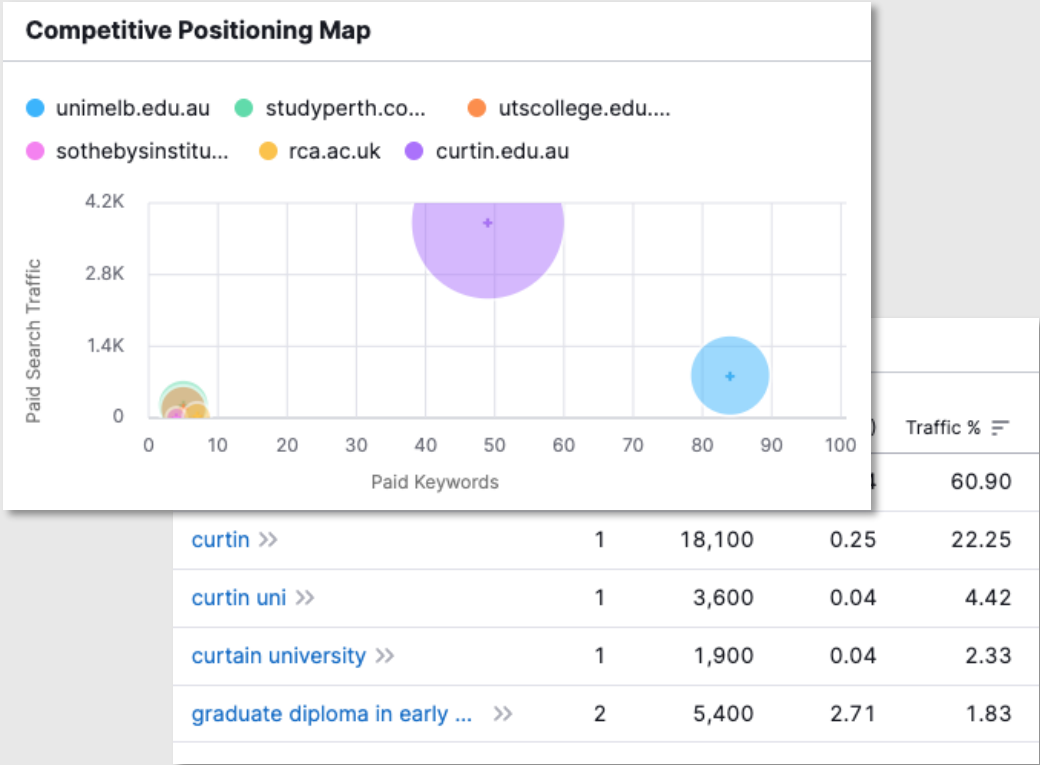 Competitive Positioning Map
unimelb.edu.au studyperth.co... utscollege.edu....
sothebysinstitu... rca.ac.uk curtin.edu.au
Paid Search Traffic
4.2K
2.8K
1.4K
0
0 10 20 30 40 50 60 70 80 90 100
Paid Keywords
) Traffic %
60.90
curtin >> 1 18,100 0.25 22.25
curtin uni >> 1 3,600 0.04 4.42
curtain university >> 1 1,900 0.04 2.33
graduate diploma in early ... >> 2 5,400 2.71 1.83